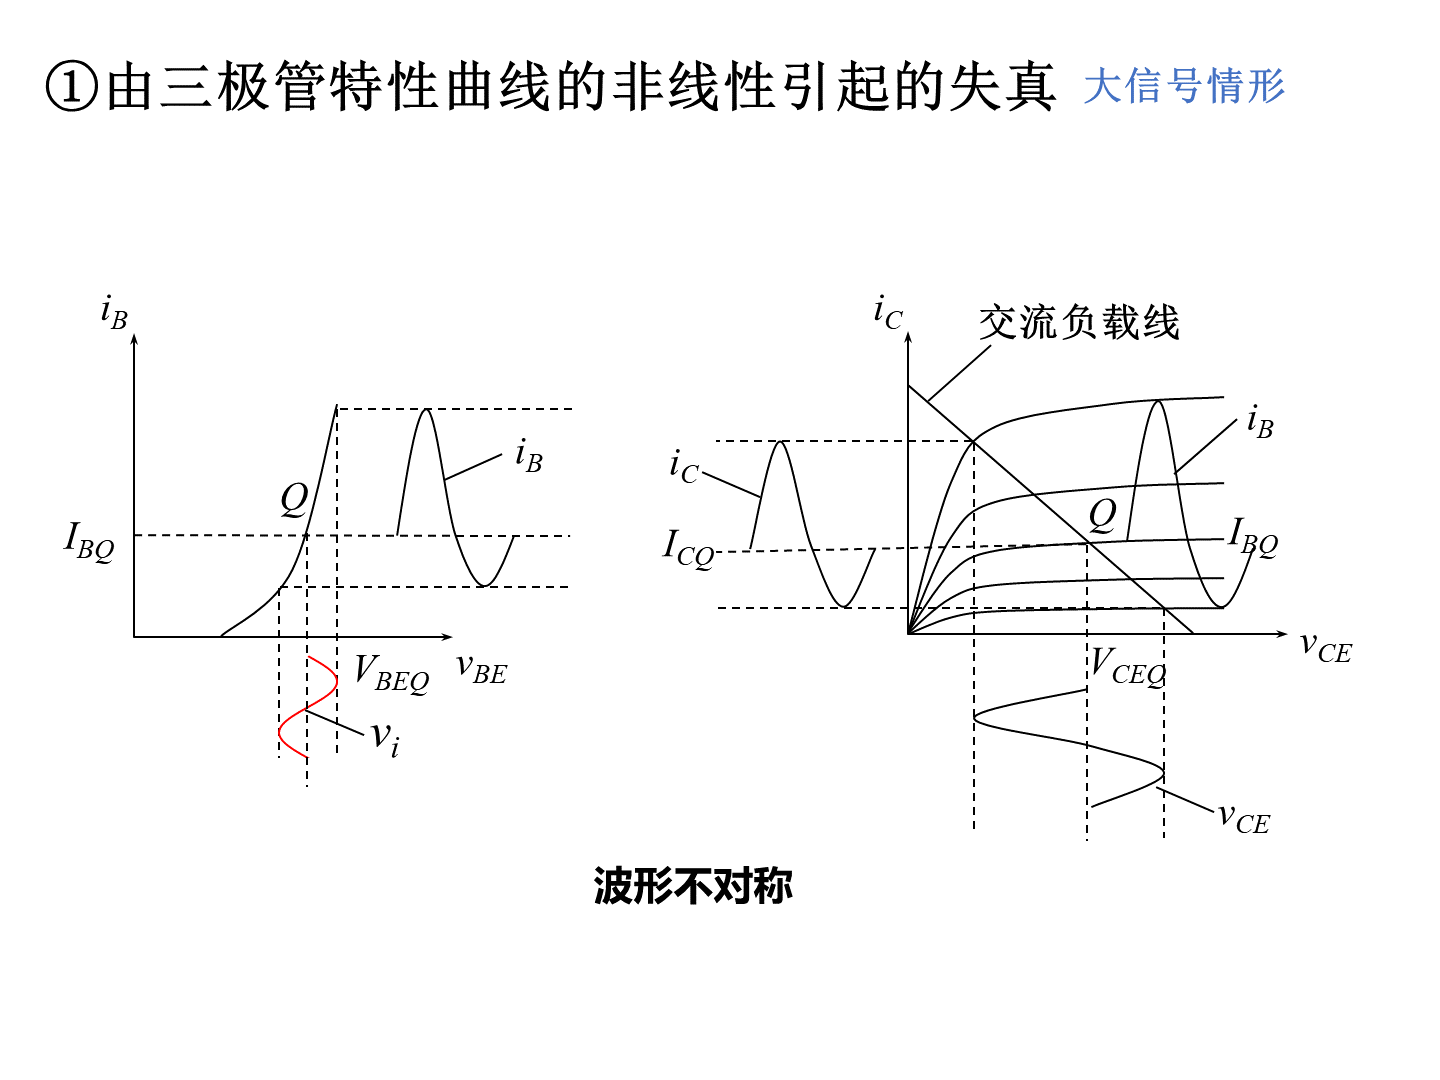 ①由三极管特性曲线的非线性引起的失真 大信号情形
iB
iC
交流负载线
iB
iB
iC
Q
Q
IBQ
ICQ
IBQ
VBEQ
vBE
vCE
VCEQ
vi
vCE
波形不对称